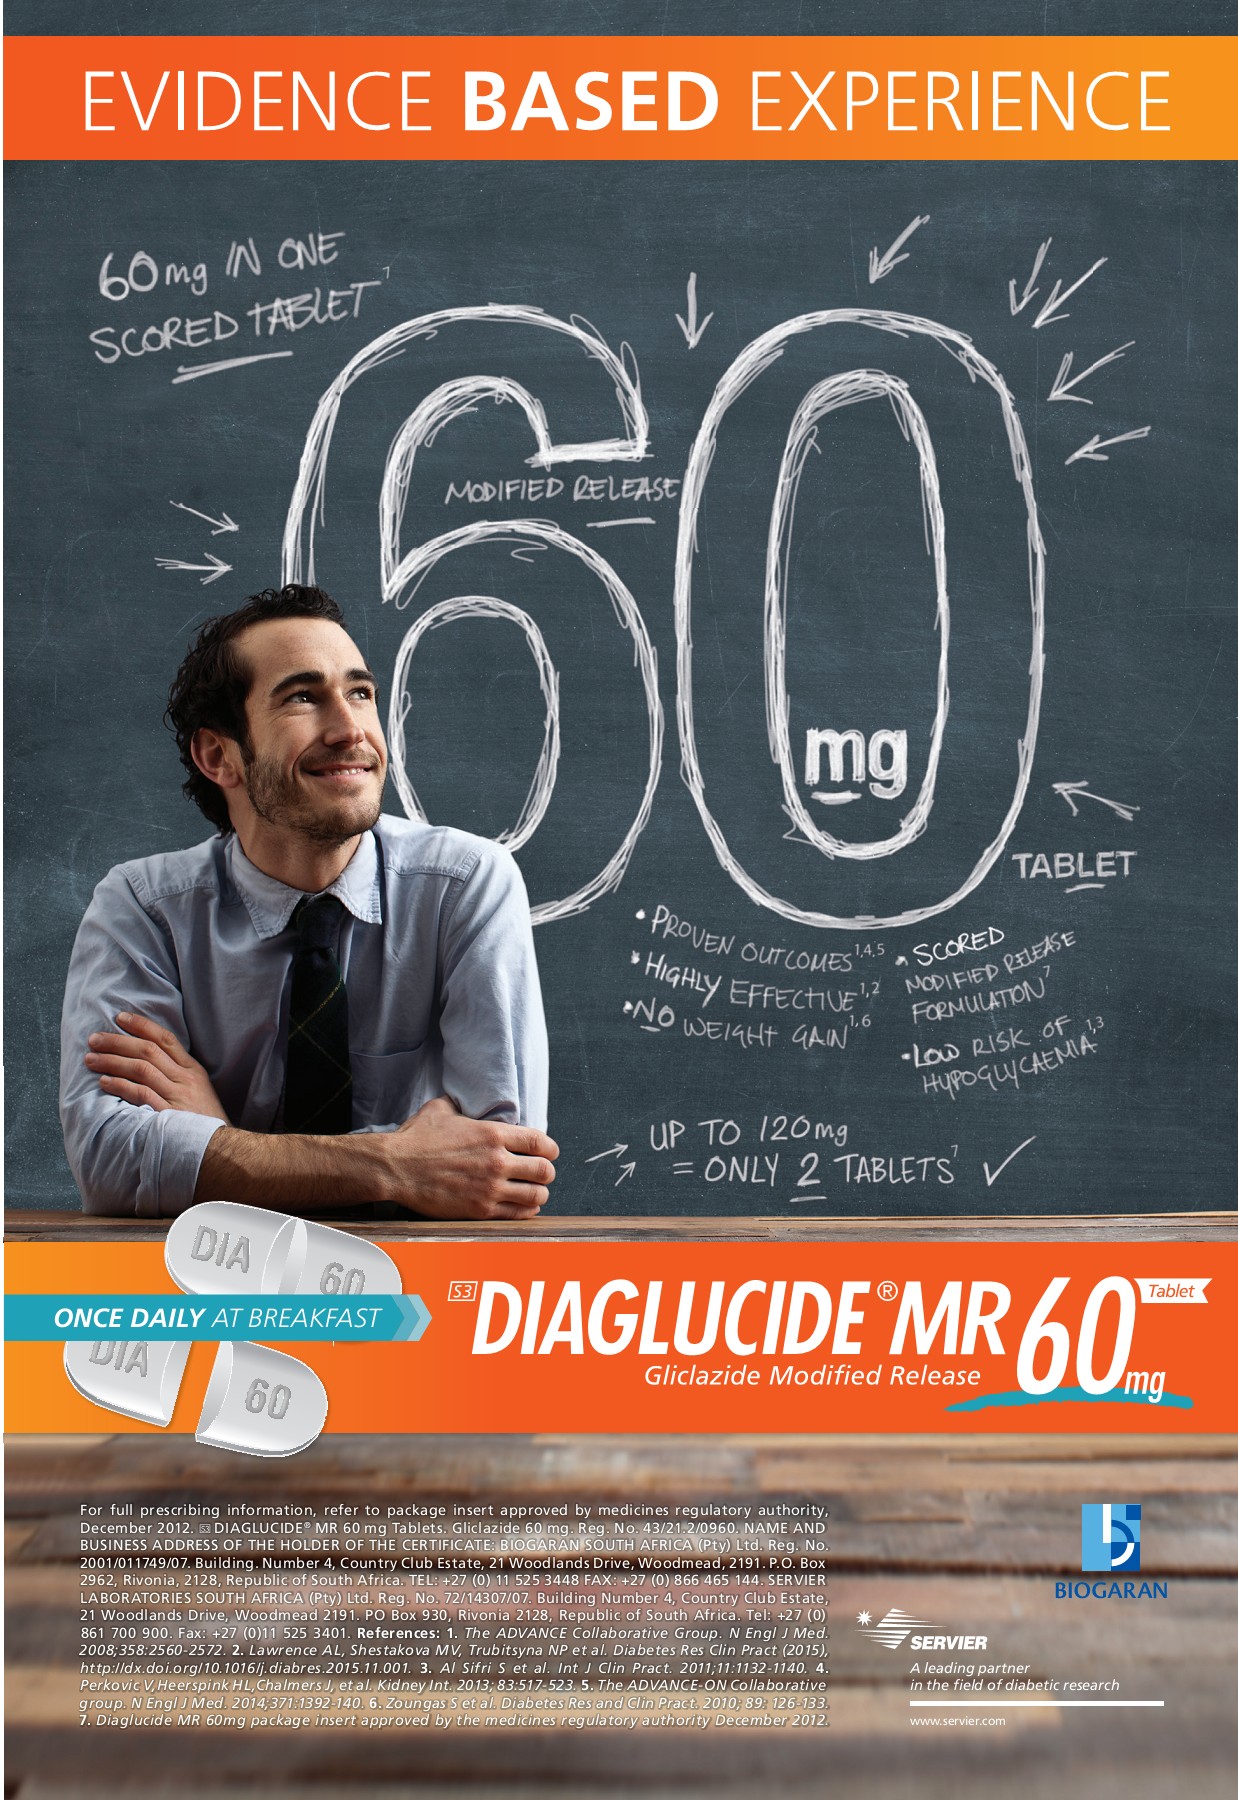 EVIDENCE BASED EXPERIENCE
60mg IN ONE
SCORED TABLET 7
60
MODIFIED RELEASE
mg
TABLET
• PROVEN OUTCOMES 1,4,5
• HIGHLY EFFECTIVE 1,2
• NO WEIGHT GAIN 1,6
• SCORED
MODIFIED RELEASE
FORMULATION 7
• LOW RISK OF
HYPOGLYCAEMIA 1,3
UP TO 120mg
= ONLY 2 TABLETS 7
DIA 60
ONCE DAILY AT BREAKFAST
DIA 60
S3 DIAGLUCIDE® MR 60 mg Tablet
Gliclazide Modified Release
For full prescribing information, refer to package insert approved by medicines regulatory authority,
December 2012. S3 DIAGLUCIDE® MR 60 mg Tablets. Gliclazide 60 mg. Reg. No. 43/21.2/0960. NAME AND
BUSINESS ADDRESS OF THE HOLDER OF THE CERTIFICATE: BIOGARAN SOUTH AFRICA (Pty) Ltd. Reg. No.
2001/011749/07. Building. Number 4, Country Club Estate, 21 Woodlands Drive, Woodmead, 2191. P.O. Box
2962, Rivonia, 2128, Republic of South Africa. TEL: +27 (0) 11 525 3448 FAX: +27 (0) 866 465 144. SERVIER
LABORATORIES SOUTH AFRICA (Pty) Ltd. Reg. No. 72/14307/07. Building Number 4, Country Club Estate,
21 Woodlands Drive, Woodmead 2191. PO Box 930, Rivonia 2128, Republic of South Africa. Tel: +27 (0)
861 700 900. Fax: +27 (0)11 525 3401. References: 1. The ADVANCE Collaborative Group. N Engl J Med.
2008;358:2560-2572. 2. Lawrence AL, Shestakova MV, Trubitsyna NP et al. Diabetes Res Clin Pract (2015),
http://dx.doi.org/10.1016/j.diabres.2015.11.001. 3. Al Sifri S et al. Int J Clin Pract. 2011;11:1132-1140. 4.
Perkovic V,Heerspink HL,Chalmers J, et al. Kidney Int. 2013; 83:517-523. 5. The ADVANCE-ON Collaborative
group. N Engl J Med. 2014;371:1392-140. 6. Zoungas S et al. Diabetes Res and Clin Pract. 2010; 89: 126-133.
7. Diaglucide MR 60mg package insert approved by the medicines regulatory authority December 2012.
BIOGARAN
SERVIER
A leading partner
in the field of diabetic research
www.servier.com